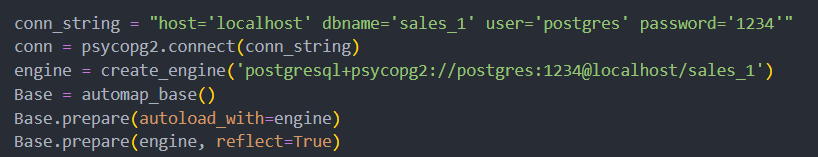 conn_string = "host='localhost' dbname='sales_1' user='postgres' password='1234'"
conn = psycopg2.connect(conn_string)
engine = create_engine('postgresql+psycopg2://postgres:1234@localhost/sales_1')
Base = automap_base()
Base.prepare(autoload_with=engine)
Base.prepare(engine, reflect=True)